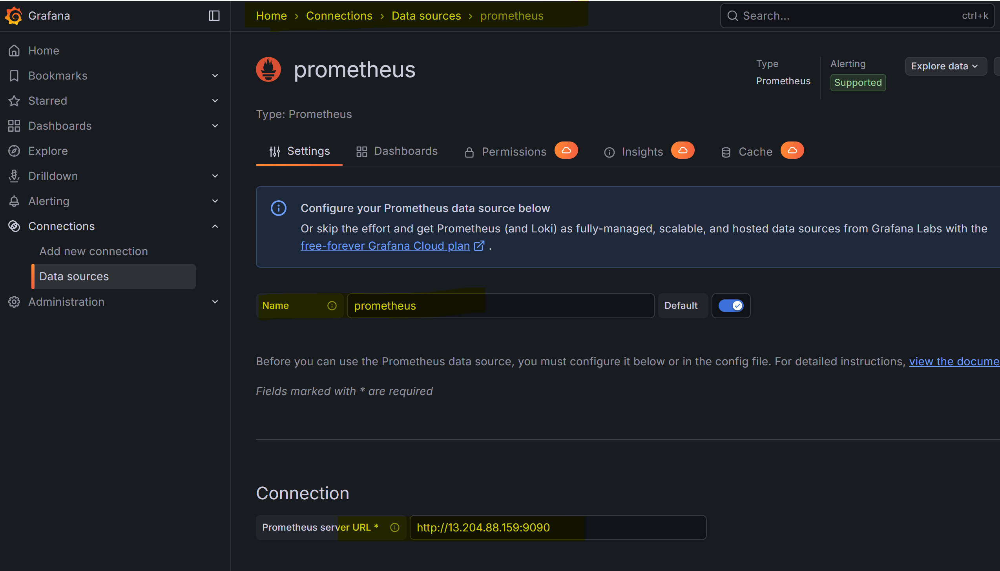 Grafana
Home › Connections › Data sources › prometheus
Search...
ctrl+k
Home
Bookmarks
Starred
Dashboards
Explore
Drilldown
Alerting
Connections
Add new connection
Data sources
Administration
prometheus
Type
Prometheus
Alerting
Supported
Explore data
Type: Prometheus
Settings
Dashboards
Permissions
Insights
Cache
Configure your Prometheus data source below
Or skip the effort and get Prometheus (and Loki) as fully-managed, scalable, and hosted data sources from Grafana Labs with the
free-forever Grafana Cloud plan .
Name
prometheus
Default
Before you can use the Prometheus data source, you must configure it below or in the config file. For detailed instructions, view the docume
Fields marked with * are required
Connection
Prometheus server URL *
http://13.204.88.159:9090